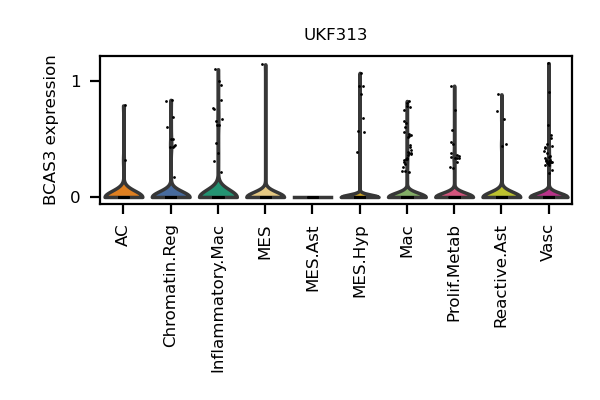 UKF313
BCAS3 expression
1
0
AC
Chromatin.Reg
Inflammatory.Mac
MES
MES.Ast
MES.Hyp
Mac
Prolif.Metab
Reactive.Ast
Vasc